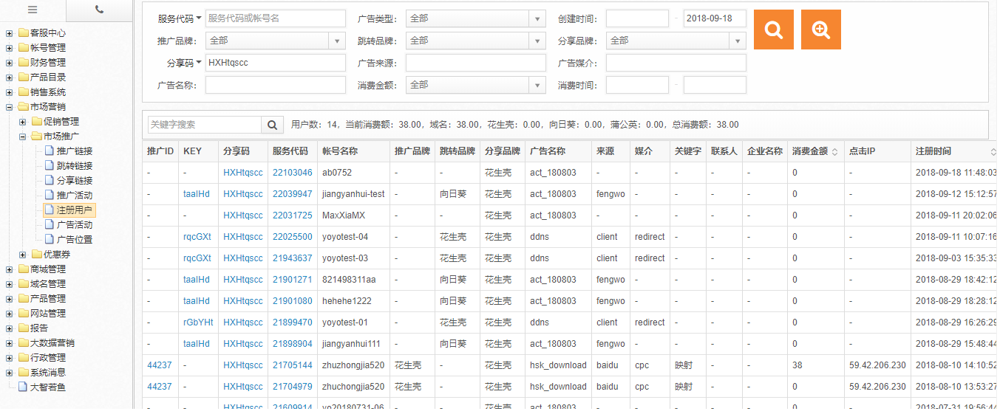 客服中心
帐号管理
财务管理
产品目录
销售系统
市场营销
促销管理
市场推广
推广链接
跳转链接
分享链接
推广活动
注册用户
广告活动
广告位置
优惠券
商城管理
域名管理
产品管理
网站管理
报告
大数据营销
行政管理
系统消息
大智若鱼
服务代码 服务代码或帐号名 广告类型: 全部 创建时间: - 2018-09-18
推广品牌: 全部 跳转品牌: 全部 分享品牌: 全部
分享码 HXHtqscc 广告来源: 广告媒介:
广告名称: 消费金额: 全部 消费时间: -
关键字搜索 用户数: 14, 当前消费额: 38.00, 域名: 38.00, 花生壳: 0.00, 向日葵: 0.00, 蒲公英: 0.00, 总消费额: 38.00
推广ID KEY 分享码 服务代码 帐号名称 推广品牌 跳转品牌 分享品牌 广告名称 来源 媒介 关键字 联系人 企业名称 消费金额 点击IP 注册时间
- - HXHtqscc 22103046 ab0752 - - 花生壳 act_180803 - - - - - 0 - 2018-09-18 11:48:03
- taalHd HXHtqscc 22039947 jiangyanhui-test - 向日葵 花生壳 act_180803 fengwo - - - - 0 - 2018-09-12 15:12:57
- - HXHtqscc 22031725 MaxXiaMX - - 花生壳 act_180803 - - - - - 0 - 2018-09-11 20:02:06
- rqcGXt HXHtqscc 22025500 yoyotest-04 - 花生壳 花生壳 ddns client redirect - - - 0 - 2018-09-11 10:07:16
- rqcGXt HXHtqscc 21943637 yoyotest-03 - 花生壳 花生壳 ddns client redirect - - - 0 - 2018-09-03 15:35:33
- taalHd HXHtqscc 21901271 821498311aa - 向日葵 花生壳 act_180803 fengwo - - - - 0 - 2018-08-29 18:42:12
- taalHd HXHtqscc 21901080 hehehe1222 - 向日葵 花生壳 act_180803 fengwo - - - - 0 - 2018-08-29 18:28:12
- rGbYHt HXHtqscc 21899470 yoyotest-01 - 花生壳 花生壳 ddns client redirect - - - 0 - 2018-08-29 16:26:29
- taalHd HXHtqscc 21898904 jiangyanhui111 - 向日葵 花生壳 act_180803 fengwo - - - - 0 - 2018-08-29 15:48:44
44237 - HXHtqscc 21705144 zhuzhongjia520 花生壳 - 花生壳 hsk_download baidu cpc 映射 - - 38 59.42.206.230 2018-08-10 14:10:52
44237 - HXHtqscc 21704979 zhuchongjia520 花生壳 - 花生壳 hsk_download baidu cpc 映射 - - 0 59.42.206.230 2018-08-10 13:53:27
- - HXHtqscc 21609914 yo20180731-06 - - 花生壳 act_180803 - - - - - 0 - 2018-07-31 19:56:44